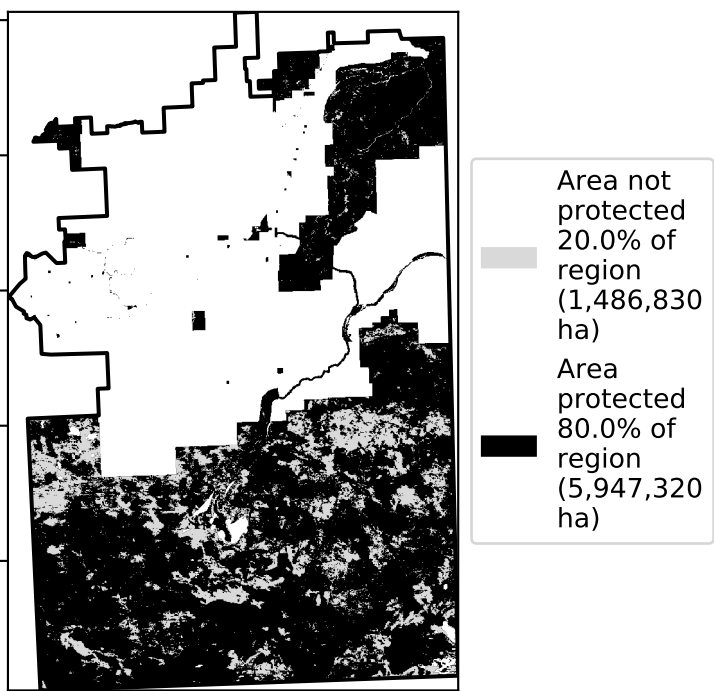 Area not
protected
20.0% of
region
(1,486,830
ha)
Area
protected
80.0% of
region
(5,947,320
ha)